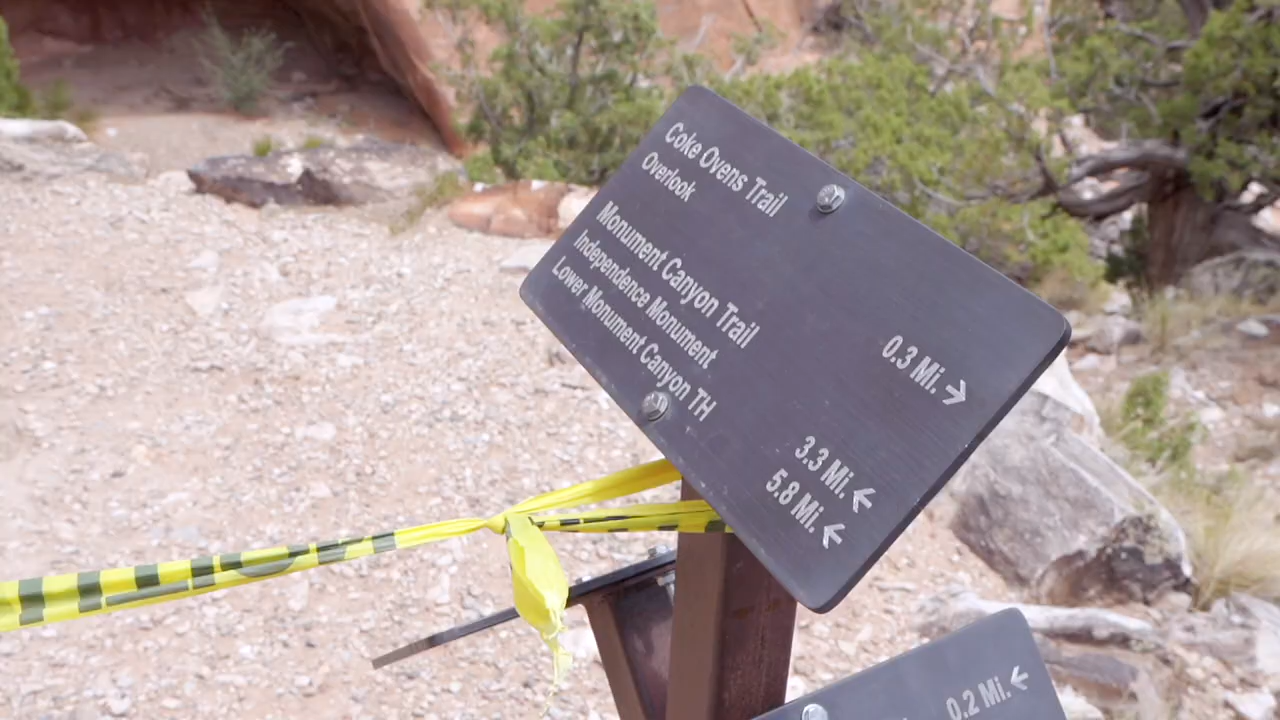 Coke Ovens Trail
Overlook 0.3 Mi. →
Monument Canyon Trail
Independence Monument 3.3 Mi. ←
Lower Monument Canyon TH 5.8 Mi. ←
0.2 Mi. ←